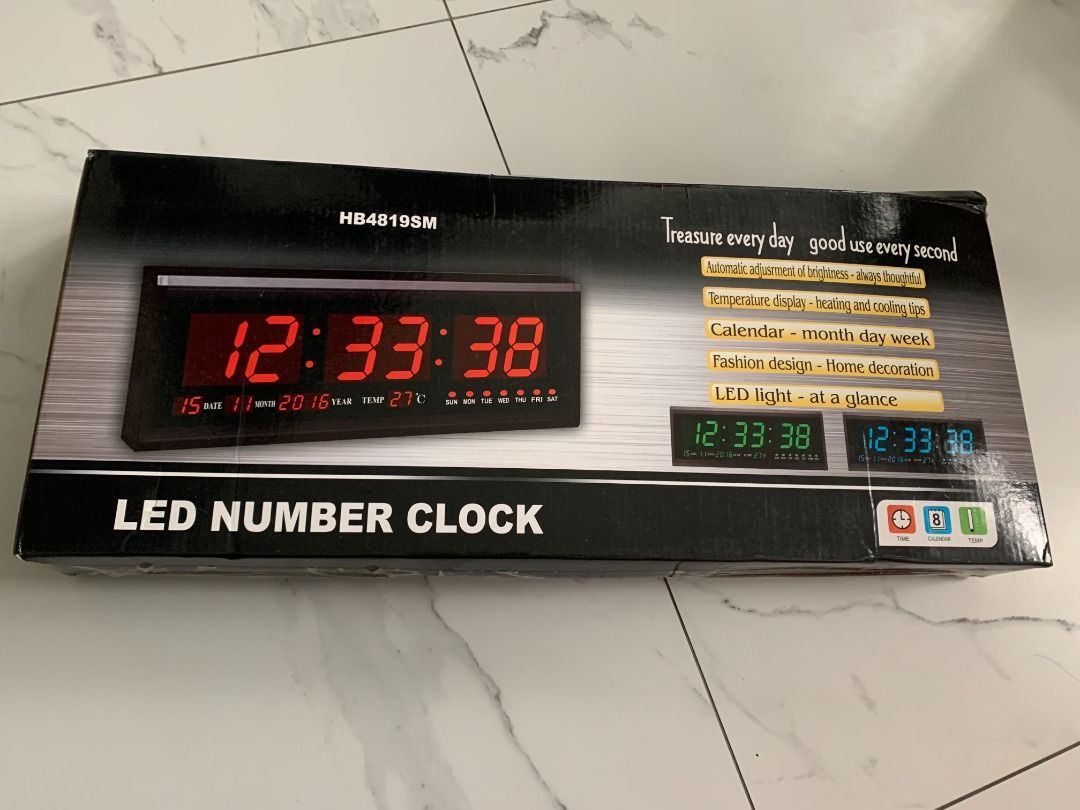 HB4819SM
12:33:38
15 DATE 11 MONTH 2016 YEAR TEMP 27°C
SUN MON TUE WED THU FRI SAT
Treasure every day good use every second
Automatic adjusrment of brightness - always thoughtful
Temperature display - heating and cooling tips
Calendar - month day week
Fashion design - Home decoration
LED light - at a glance
12:33:38
12:33:38
LED NUMBER CLOCK
8
TIME CALENDAR TEMP